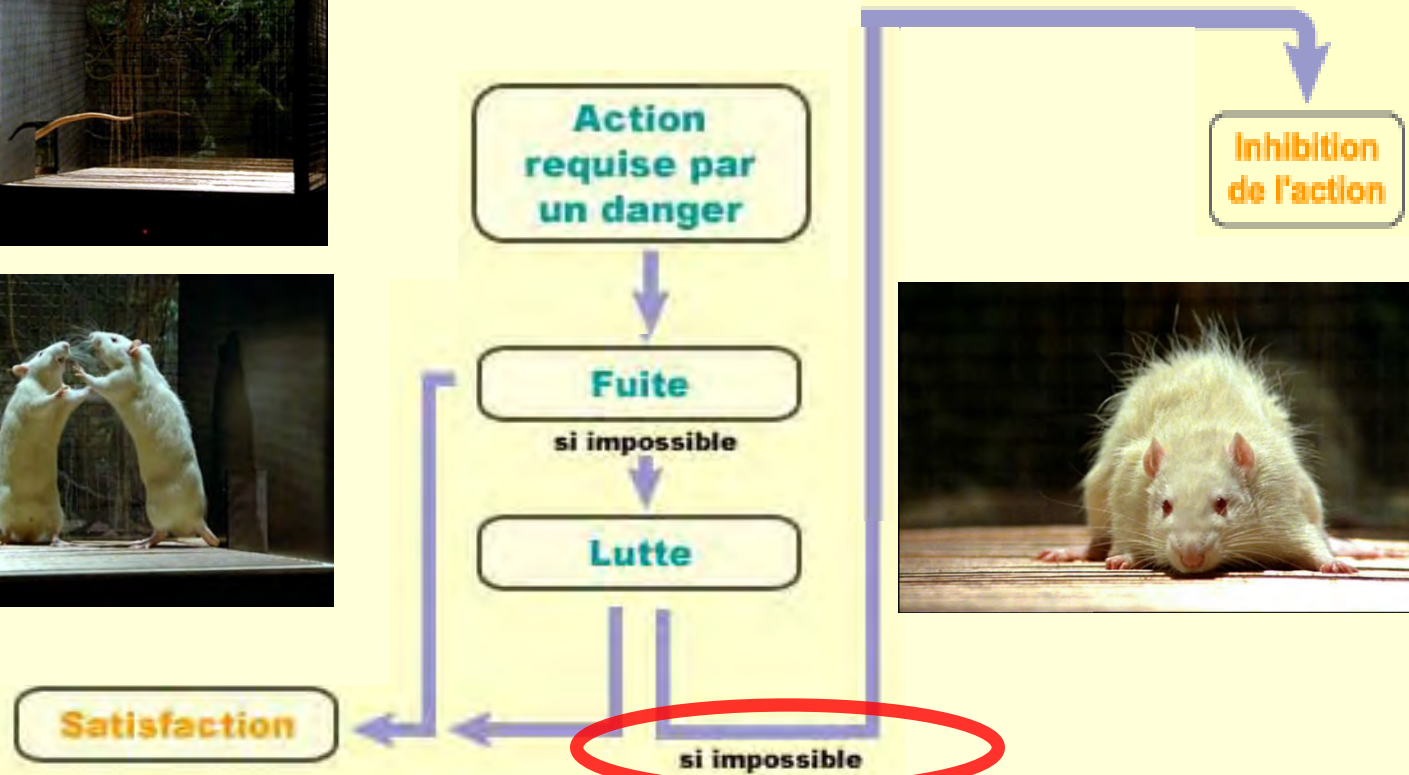 Action
requise par
un danger
Inhibition
de l'action
Fuite
si impossible
Lutte
Satisfaction
si impossible